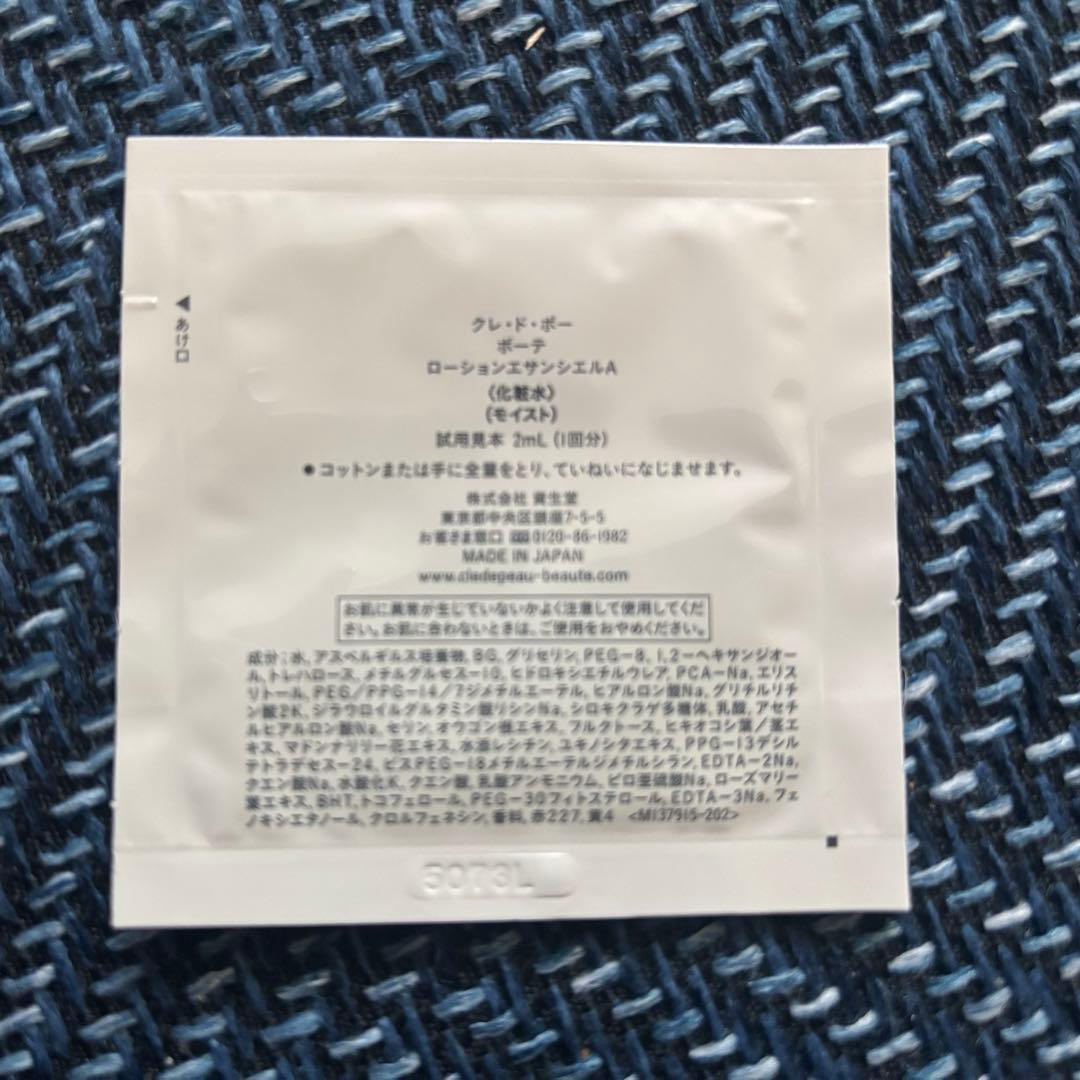 あけ口
クレ・ド・ポー
ボーテ
ローションエサンシエルA
〈化粧水〉
(モイスト)
試用見本 2mL (1回分)
●コットンまたは手に全量をとり、ていねいになじませます。
株式会社 資生堂
東京都中央区銀座7-5-5
お客さま窓口 0120-86-1982
MADE IN JAPAN
www.cledepeau-beaute.com
お肌に異常が生じていないかよく注意して使用してくだ
さい。お肌に合わないときは、ご使用をおやめください。
成分：水, アスペルギルス培養物, BG, グリセリン, PEG-8, 1,2-ヘキサンジオー
ル, トレハロース, メチルグルセス-10, ヒドロキシエチルウレア, PCA-Na, エリス
リトール, PEG/PPG-14/7ジメチルエーテル, ヒアルロン酸Na, グリチルリチ
ン酸2K, ジラウロイルグルタミン酸リシンNa, シロキクラゲ多糖体, 乳酸, アセチ
ルヒアルロン酸Na, セリン, オウゴン根エキス, フルクトース, ヒキオコシ葉/茎エ
キス, マドンナリリー花エキス, 水添レシチン, ユキノシタエキス, PPG-13デシル
テトラデセス-24, ビスPEG-18メチルエーテルジメチルシラン, EDTA-2Na,
クエン酸Na, 水酸化K, クエン酸, 乳酸アンモニウム, ピロ亜硫酸Na, ローズマリー
葉エキス, BHT, トコフェロール, PEG-30フィトステロール, EDTA-3Na, フェ
ノキシエタノール, クロルフェネシン, 香料, 赤227, 黄4 <M137915-202>
5073L